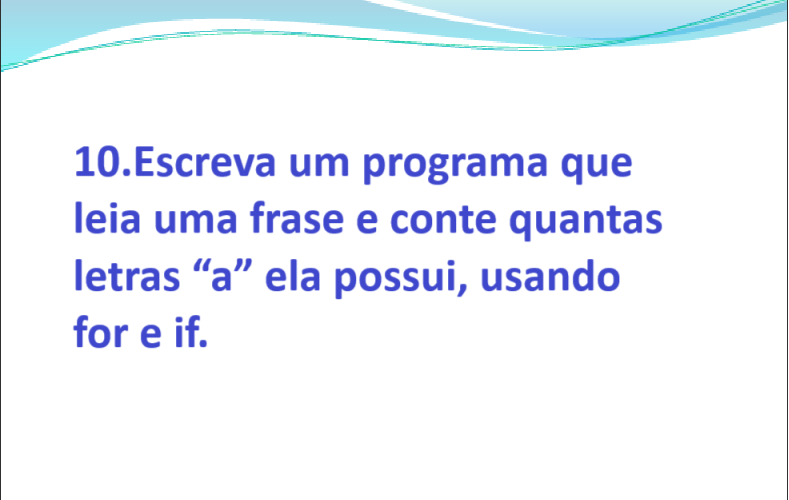 10.Escreva um programa que
leia uma frase e conte quantas
letras “a” ela possui, usando
for e if.